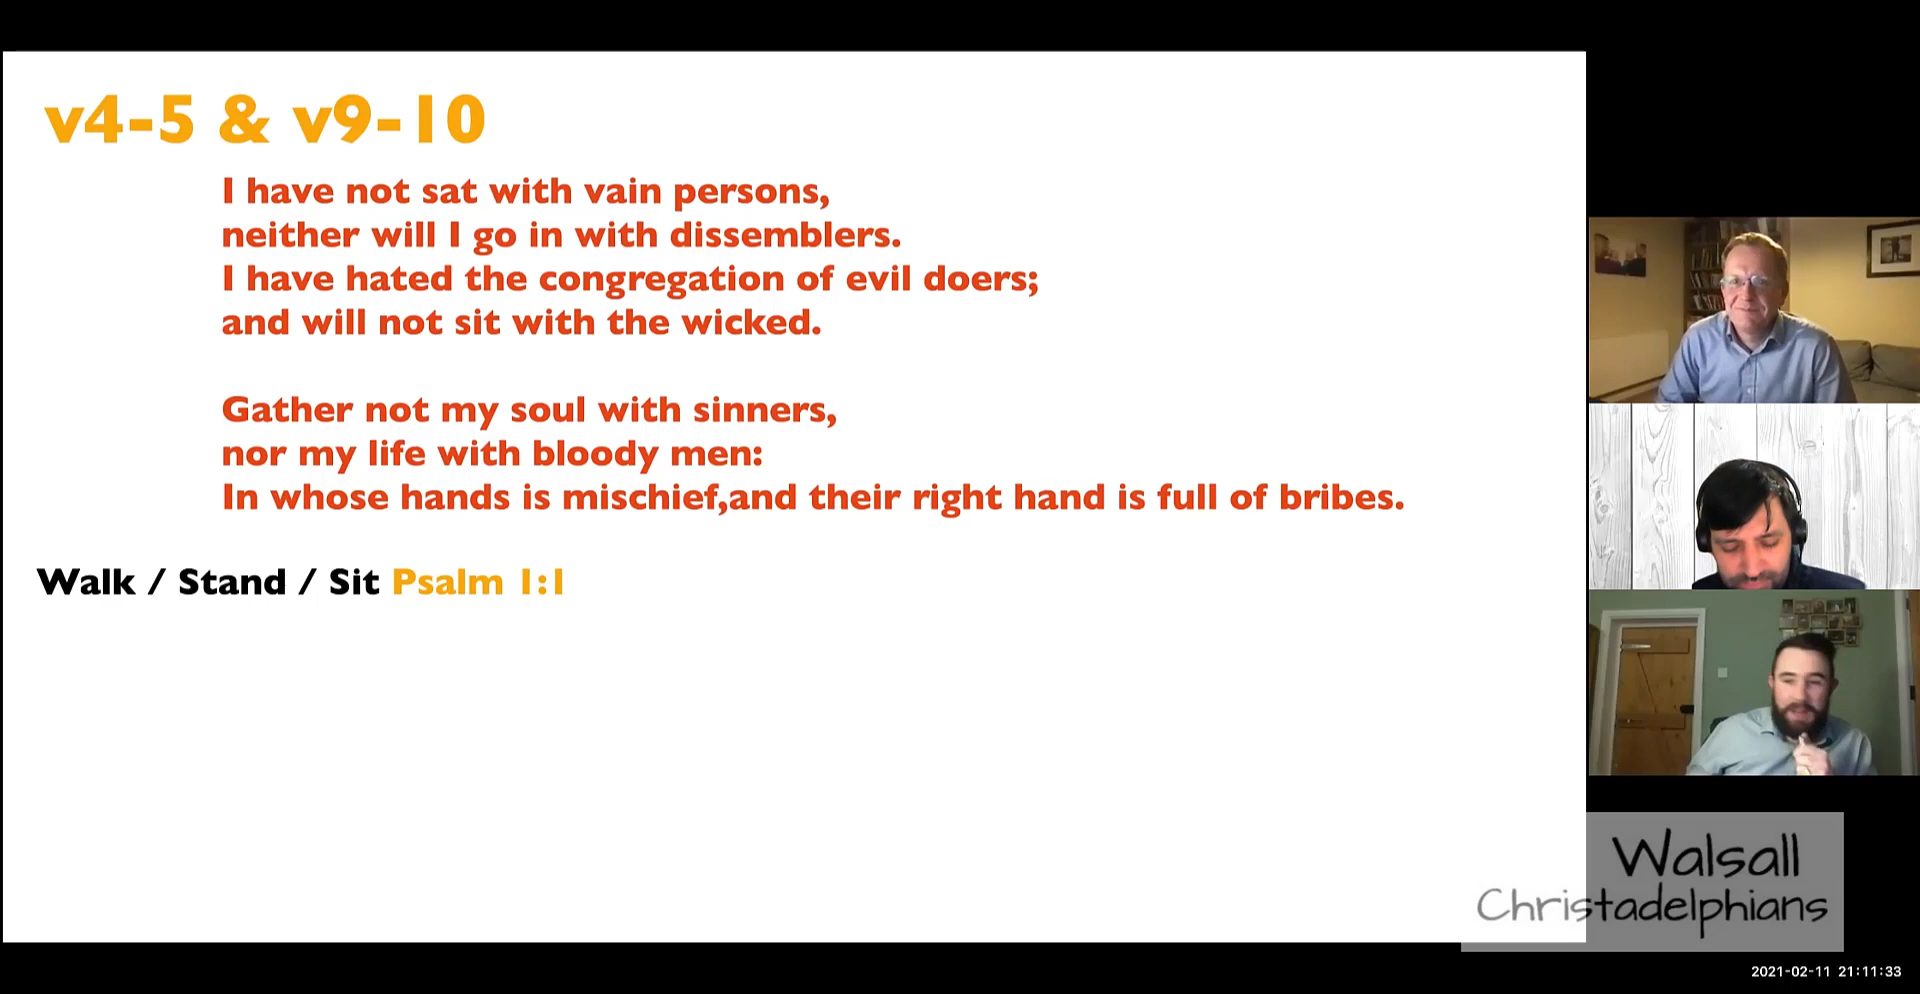 v4-5 & v9-10
I have not sat with vain persons,
neither will I go in with dissemblers.
I have hated the congregation of evil doers;
and will not sit with the wicked.
Gather not my soul with sinners,
nor my life with bloody men:
In whose hands is mischief,and their right hand is full of bribes.
Walk / Stand / Sit Psalm 1:1
Walsall
Christadelphians
2021-02-11 21:11:33